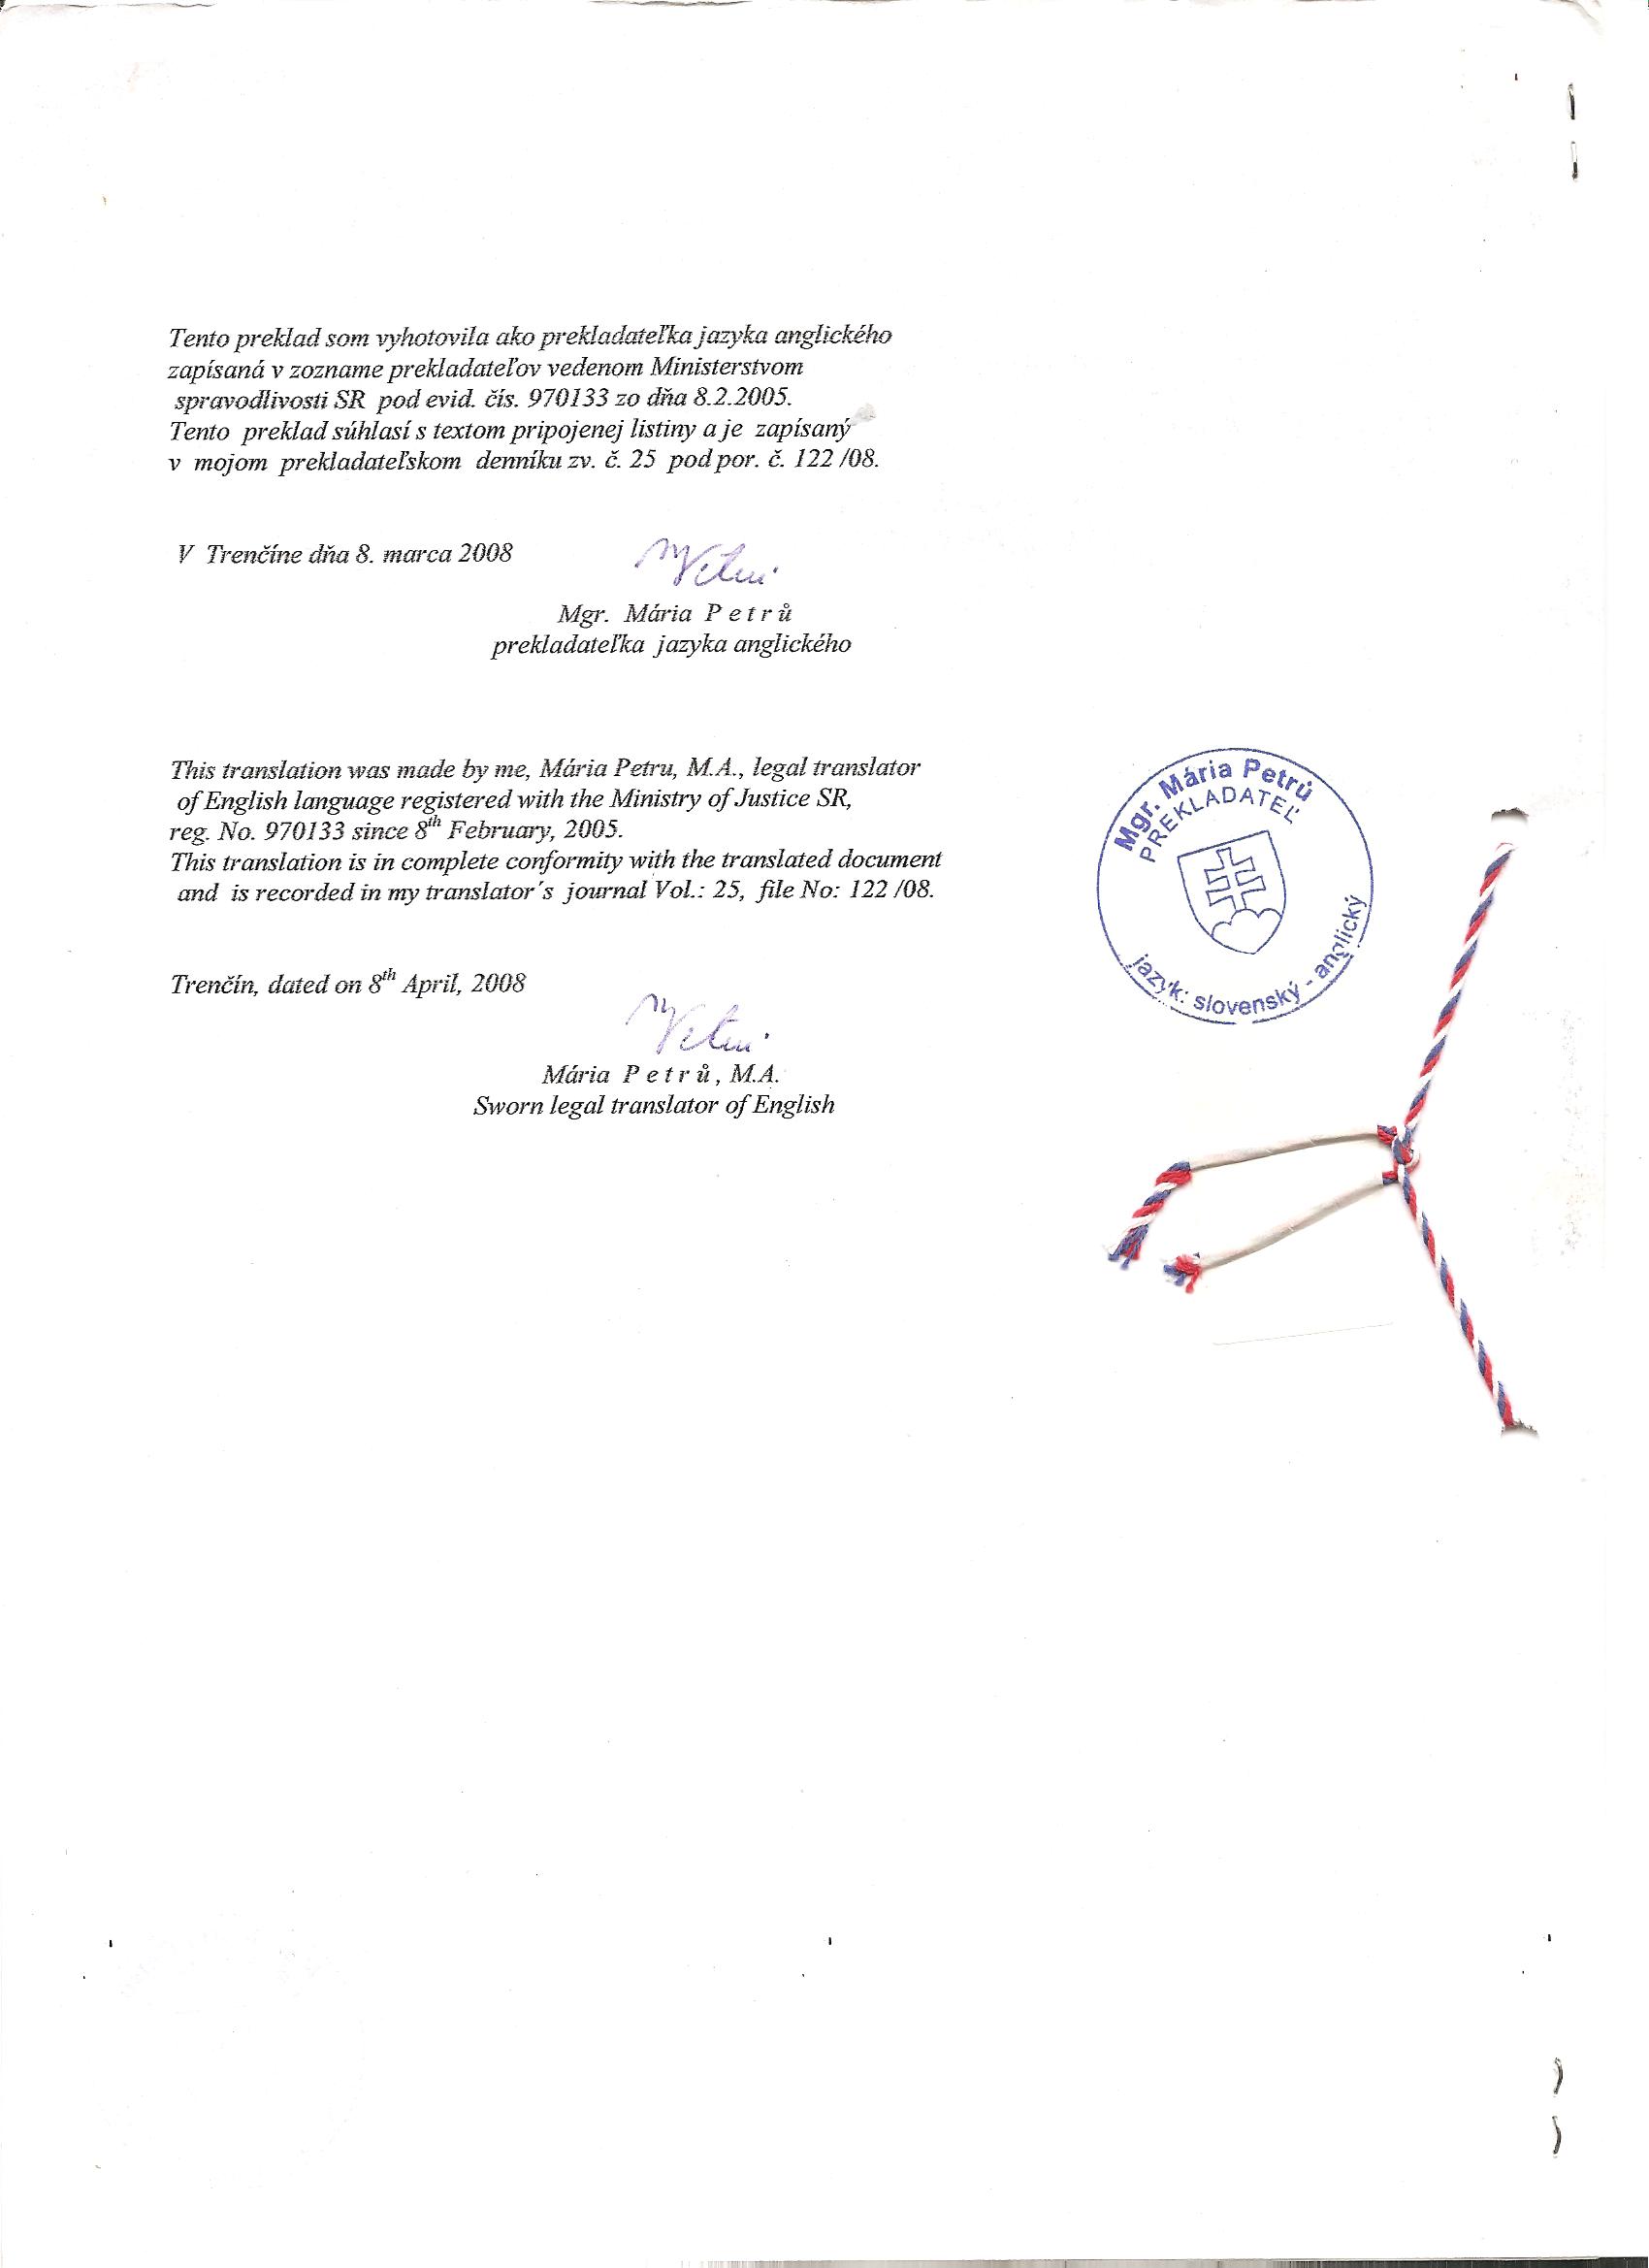 Tento preklad som vyhotovila ako prekladateľka jazyka anglického
zapísaná v zozname prekladateľov vedenom Ministerstvom
spravodlivosti SR pod evid. čís. 970133 zo dňa 8.2.2005.
Tento preklad súhlasí s textom pripojenej listiny a je zapísaný
v mojom prekladateľskom denníku zv. č. 25 pod por. č. 122 /08.
V Trenčíne dňa 8. marca 2008
Mgr. Mária P e t r ů
prekladateľka jazyka anglického
This translation was made by me, Mária Petru, M.A., legal translator
of English language registered with the Ministry of Justice SR,
reg. No. 970133 since 8th February, 2005.
This translation is in complete conformity with the translated document
and is recorded in my translator´s journal Vol.: 25, file No: 122 /08.
Trenčín, dated on 8th April, 2008
Mária P e t r ů , M.A.
Sworn legal translator of English
Mgr. Mária Petrů
PREKLADATEĽ
jazyk: slovenský - anglický